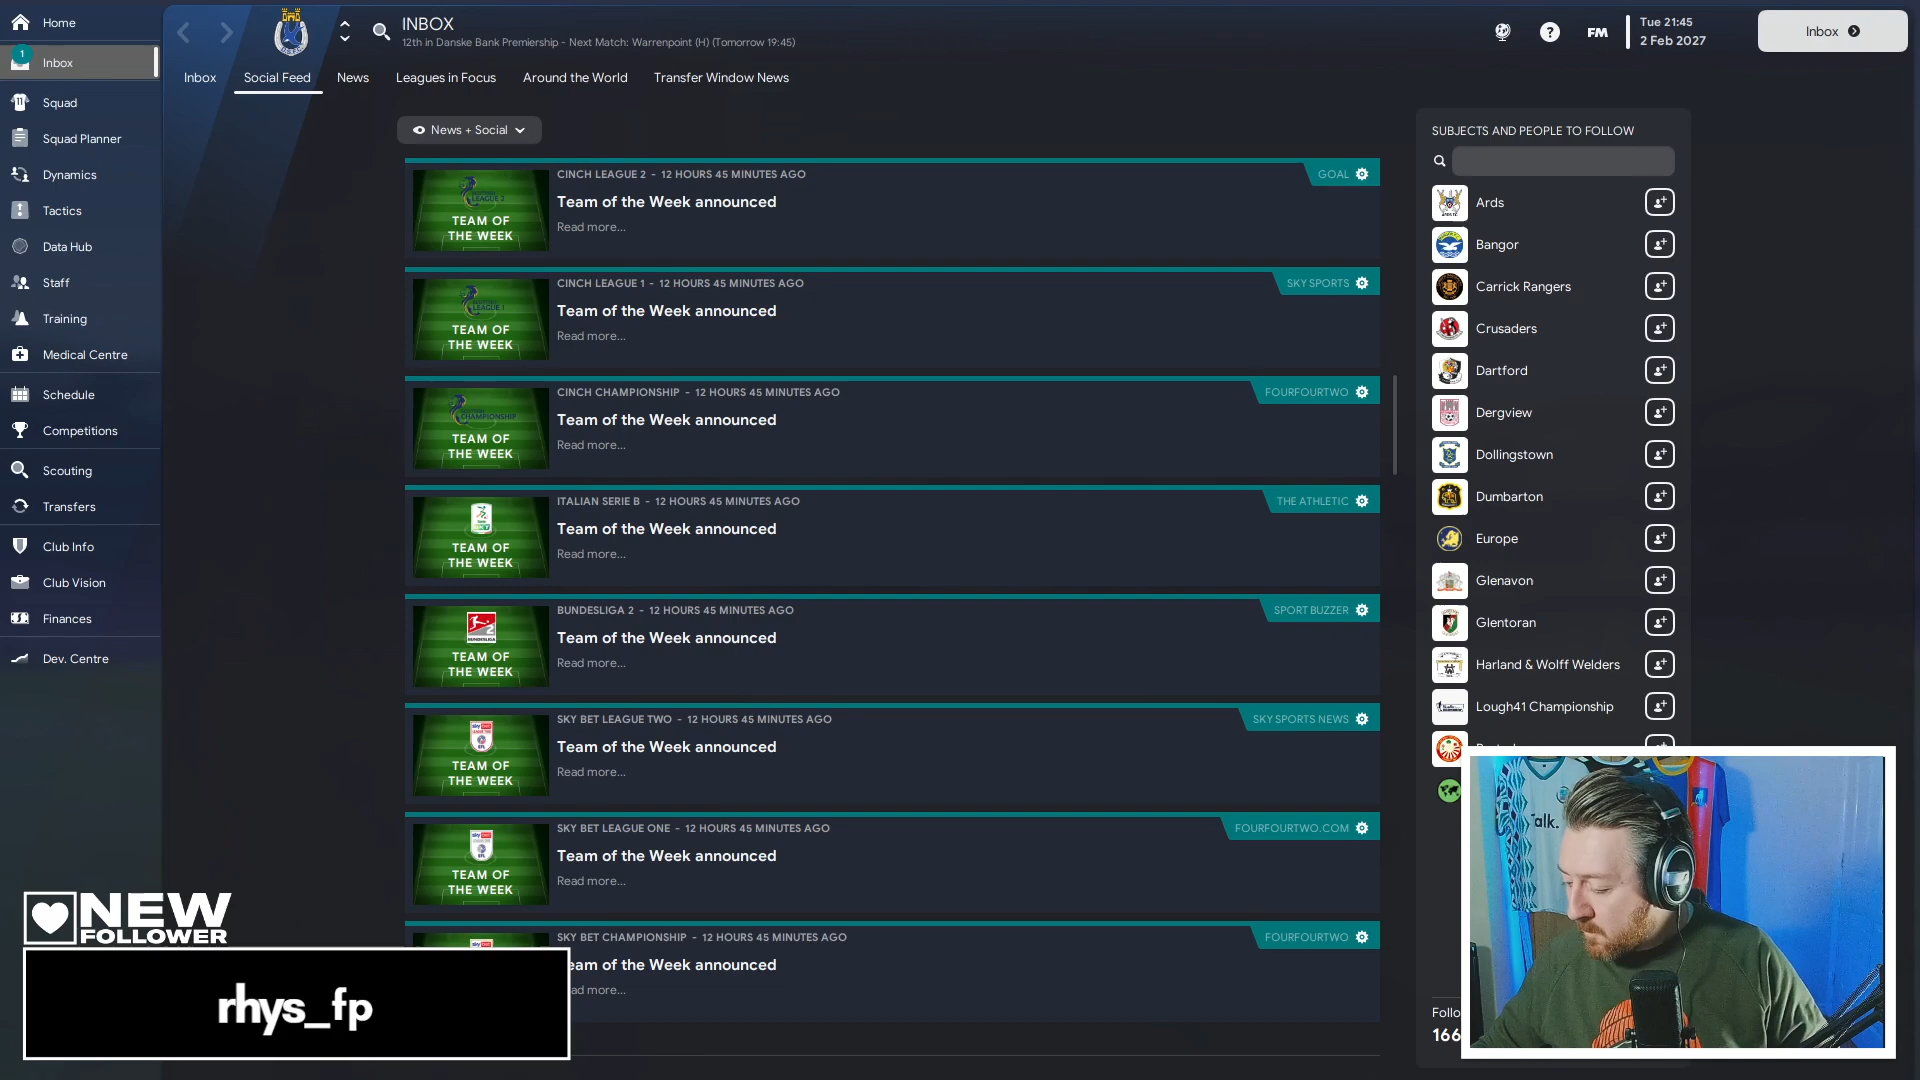 Home
1
Inbox
Squad
Squad Planner
Dynamics
Tactics
Data Hub
Staff
Training
Medical Centre
Schedule
Competitions
Scouting
Transfers
Club Info
Club Vision
Finances
Dev. Centre
INBOX
12th in Danske Bank Premiership - Next Match: Warrenpoint (H) (Tomorrow 19:45)
FM
Tue 21:45
2 Feb 2027
Inbox
Inbox
Social Feed
News
Leagues in Focus
Around the World
Transfer Window News
News + Social
CINCH LEAGUE 2 - 12 HOURS 45 MINUTES AGO
GOAL
Team of the Week announced
Read more...
TEAM OF
THE WEEK
CINCH LEAGUE 1 - 12 HOURS 45 MINUTES AGO
SKY SPORTS
Team of the Week announced
Read more...
TEAM OF
THE WEEK
CINCH CHAMPIONSHIP - 12 HOURS 45 MINUTES AGO
FOURFOURTWO
Team of the Week announced
Read more...
TEAM OF
THE WEEK
ITALIAN SERIE B - 12 HOURS 45 MINUTES AGO
THE ATHLETIC
Team of the Week announced
Read more...
TEAM OF
THE WEEK
BUNDESLIGA 2 - 12 HOURS 45 MINUTES AGO
SPORT BUZZER
Team of the Week announced
Read more...
TEAM OF
THE WEEK
SKY BET LEAGUE TWO - 12 HOURS 45 MINUTES AGO
SKY SPORTS NEWS
Team of the Week announced
Read more...
TEAM OF
THE WEEK
SKY BET LEAGUE ONE - 12 HOURS 45 MINUTES AGO
FOURFOURTWO.COM
Team of the Week announced
Read more...
TEAM OF
THE WEEK
SKY BET CHAMPIONSHIP - 12 HOURS 45 MINUTES AGO
FOURFOURTWO
eam of the Week announced
ad more...
SUBJECTS AND PEOPLE TO FOLLOW
Ards
Bangor
Carrick Rangers
Crusaders
Dartford
Dergview
Dollingstown
Dumbarton
Europe
Glenavon
Glentoran
Harland & Wolff Welders
Lough41 Championship
Follo
166
Talk.
NEW
FOLLOWER
rhys_fp